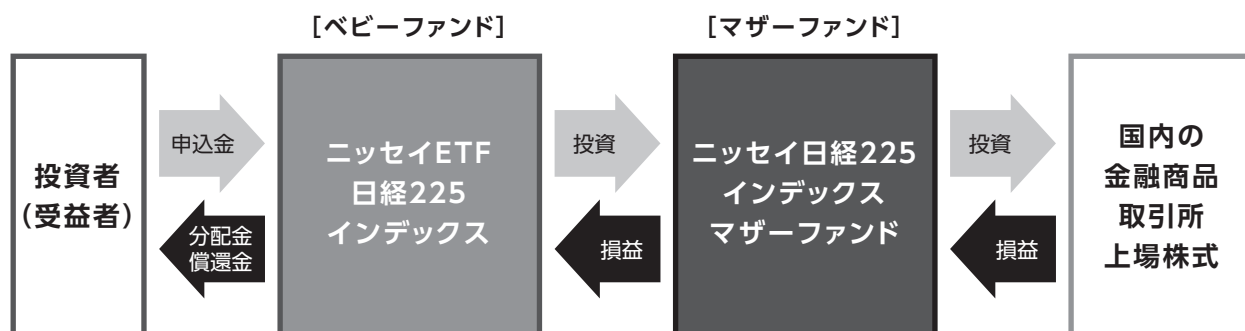 [ベビーファンド]
[マザーファンド]
投資者
(受益者)
申込金
分配金
償還金
ニッセイETF
日経225
インデックス
投資
損益
ニッセイ日経225
インデックス
マザーファンド
投資
損益
国内の
金融商品
取引所
上場株式